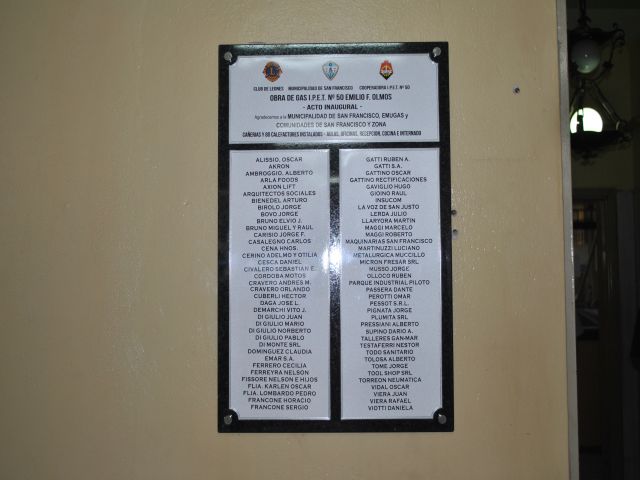 CLUB DE LEONES MUNICIPALIDAD DE SAN FRANCISCO COOPERADORA I.P.E.T. Nº 50
OBRA DE GAS I.P.E.T. Nº 50 EMILIO F. OLMOS
- ACTO INAUGURAL -
Agradecemos a la MUNICIPALIDAD DE SAN FRANCISCO, EMUGAS y
COMUNIDADES DE SAN FRANCISCO Y ZONA
CAÑERIAS Y 80 CALEFACTORES INSTALADOS - AULAS, OFICINAS, RECEPCION, COCINA E INTERNADO
ALISSIO, OSCAR
AKRON
AMBROGGIO, ALBERTO
ARLA FOODS
AXION LIFT
ARQUITECTOS SOCIALES
BIENEDEL ARTURO
BIROLO JORGE
BOVO JORGE
BRUNO ELVIO J.
BRUNO MIGUEL Y RAUL
CARISIO JORGE F.
CASALEGNO CARLOS
CENA HNOS.
CERINO ADELMO Y OTILIA
CESCA DANIEL
CIVALERO SEBASTIAN E.
CORDOBA MOTOS
CRAVERO ANDRES M.
CRAVERO ORLANDO
CUBERLI HECTOR
DAGA JOSE L.
DEMARCHI VITO J.
DI GIULIO JUAN
DI GIULIO MARIO
DI GIULIO NORBERTO
DI GIULIO PABLO
DI MONTE SRL
DOMINGUEZ CLAUDIA
EMAR S.A.
FERRERO CECILIA
FERREYRA NELSON
FISSORE NELSON E HIJOS
FLIA. KARLEN OSCAR
FLIA. LOMBARDO PEDRO
FRANCONE HORACIO
FRANCONE SERGIO
GATTI RUBEN A.
GATTI S.A.
GATTINO OSCAR
GATTINO RECTIFICACIONES
GAVIGLIO HUGO
GIOINO RAUL
INSUCOM
LA VOZ DE SAN JUSTO
LERDA JULIO
LLARYORA MARTIN
MAGGI MARCELO
MAGGI ROBERTO
MAQUINARIAS SAN FRANCISCO
MARTINUZZI LUCIANO
METALURGICA MUCCILLO
MICRON FRESAR SRL
MUSSO JORGE
OLLOCO RUBEN
PARQUE INDUSTRIAL PILOTO
PASSERA DANTE
PEROTTI OMAR
PESSOT S.R.L.
PIGNATA JORGE
PLUMITA SRL
PRESSIANI ALBERTO
SUPINO DARIO A.
TALLERES GAN-MAR
TESTAFERRI NESTOR
TODO SANITARIO
TOLOSA ALBERTO
TOME JORGE
TOOL SHOP SRL
TORREON NEUMATICA
VIDAL OSCAR
VIERA JUAN
VIERA RAFAEL
VIOTTI DANIELA